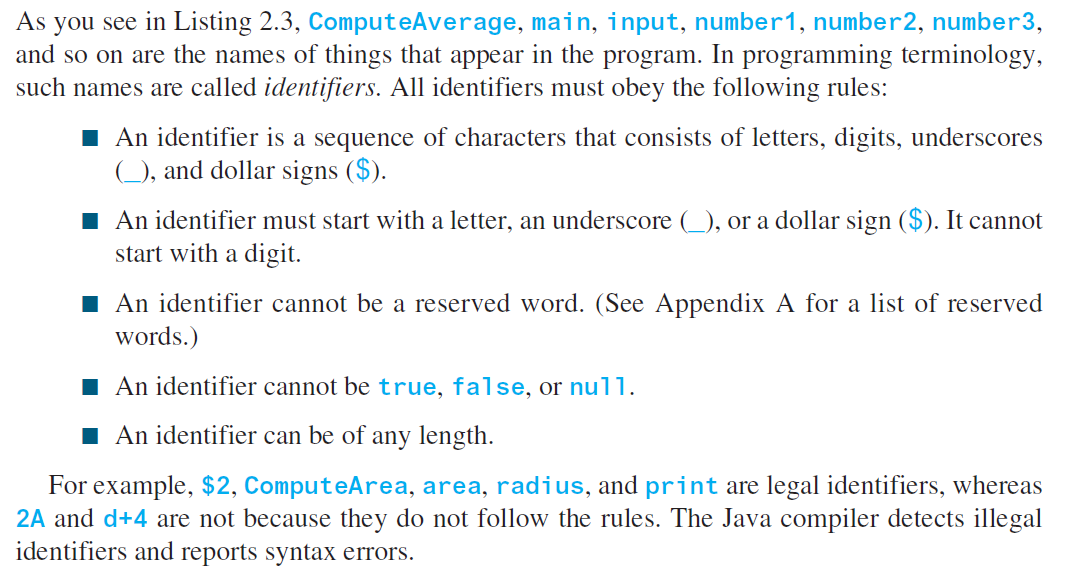 As you see in Listing 2.3, ComputeAverage, main, input, number1, number2, number3,
and so on are the names of things that appear in the program. In programming terminology,
such names are called identifiers. All identifiers must obey the following rules:
■ An identifier is a sequence of characters that consists of letters, digits, underscores
(_), and dollar signs ($).
■ An identifier must start with a letter, an underscore (_), or a dollar sign ($). It cannot
start with a digit.
■ An identifier cannot be a reserved word. (See Appendix A for a list of reserved
words.)
■ An identifier cannot be true, false, or null.
■ An identifier can be of any length.
For example, $2, ComputeArea, area, radius, and print are legal identifiers, whereas
2A and d+4 are not because they do not follow the rules. The Java compiler detects illegal
identifiers and reports syntax errors.